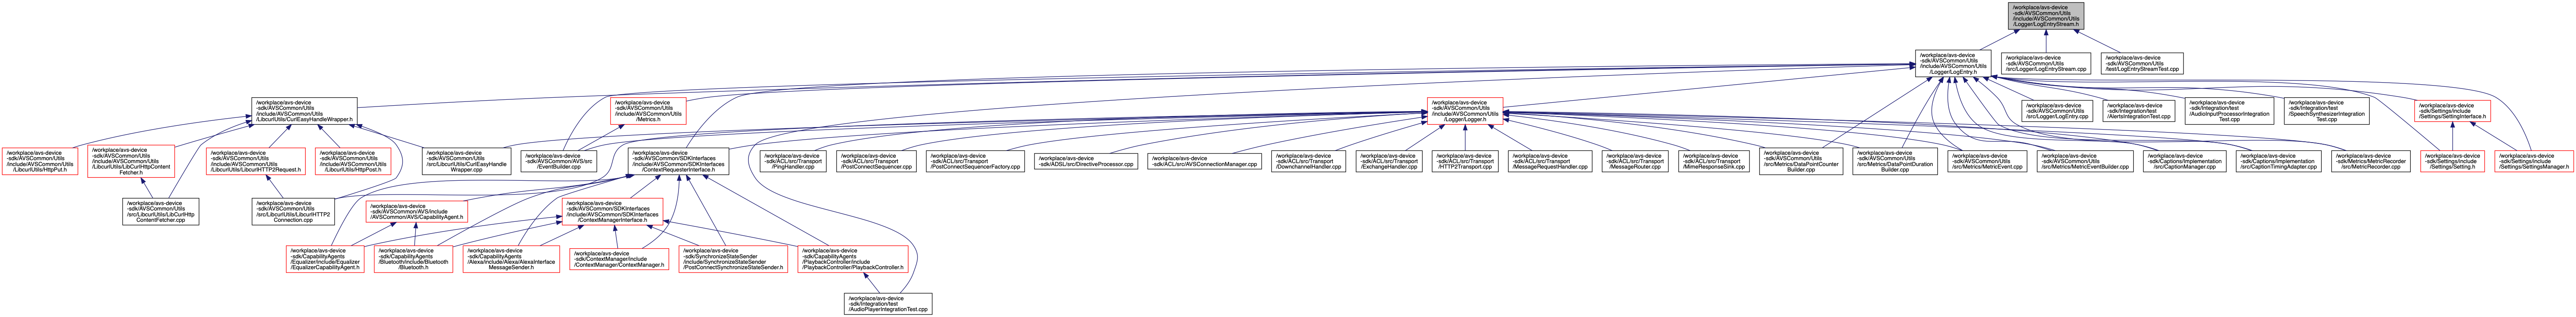 /workplace/avs-device
-sdk/AVSCommon/Utils
/include/AVSCommon/Utils
/Logger/LogEntryStream.h
/workplace/avs-device
-sdk/AVSCommon/Utils
/include/AVSCommon/Utils
/Logger/LogEntry.h
/workplace/avs-device
-sdk/AVSCommon/Utils
/src/Logger/LogEntryStream.cpp
/workplace/avs-device
-sdk/AVSCommon/Utils
/test/LogEntryStreamTest.cpp
/workplace/avs-device
-sdk/AVSCommon/Utils
/include/AVSCommon/Utils
/LibcurlUtils/CurlEasyHandleWrapper.h
/workplace/avs-device
-sdk/AVSCommon/Utils
/include/AVSCommon/Utils
/Metrics.h
/workplace/avs-device
-sdk/AVSCommon/Utils
/include/AVSCommon/Utils
/Logger/Logger.h
/workplace/avs-device
-sdk/AVSCommon/Utils
/src/Logger/LogEntry.cpp
/workplace/avs-device
-sdk/Integration/test
/AlertsIntegrationTest.cpp
/workplace/avs-device
-sdk/Integration/test
/AudioInputProcessorIntegration
Test.cpp
/workplace/avs-device
-sdk/Integration/test
/SpeechSynthesizerIntegration
Test.cpp
/workplace/avs-device
-sdk/Settings/include
/Settings/SettingInterface.h
/workplace/avs-device
-sdk/AVSCommon/Utils
/include/AVSCommon/Utils
/LibcurlUtils/HttpPut.h
/workplace/avs-device
-sdk/AVSCommon/Utils
/include/AVSCommon/Utils
/LibcurlUtils/LibCurlHttpContent
Fetcher.h
/workplace/avs-device
-sdk/AVSCommon/Utils
/include/AVSCommon/Utils
/LibcurlUtils/LibcurlHTTP2Request.h
/workplace/avs-device
-sdk/AVSCommon/Utils
/include/AVSCommon/Utils
/LibcurlUtils/HttpPost.h
/workplace/avs-device
-sdk/AVSCommon/Utils
/src/LibcurlUtils/CurlEasyHandle
Wrapper.cpp
/workplace/avs-device
-sdk/AVSCommon/AVS/src
/EventBuilder.cpp
/workplace/avs-device
-sdk/AVSCommon/SDKInterfaces
/include/AVSCommon/SDKInterfaces
/ContextRequesterInterface.h
/workplace/avs-device
-sdk/ACL/src/Transport
/PingHandler.cpp
/workplace/avs-device
-sdk/ACL/src/Transport
/PostConnectSequencer.cpp
/workplace/avs-device
-sdk/ACL/src/Transport
/PostConnectSequencerFactory.cpp
/workplace/avs-device
-sdk/ADSL/src/DirectiveProcessor.cpp
/workplace/avs-device
-sdk/ACL/src/AVSConnectionManager.cpp
/workplace/avs-device
-sdk/ACL/src/Transport
/DownchannelHandler.cpp
/workplace/avs-device
-sdk/ACL/src/Transport
/ExchangeHandler.cpp
/workplace/avs-device
-sdk/ACL/src/Transport
/HTTP2Transport.cpp
/workplace/avs-device
-sdk/ACL/src/Transport
/MessageRequestHandler.cpp
/workplace/avs-device
-sdk/ACL/src/Transport
/MessageRouter.cpp
/workplace/avs-device
-sdk/ACL/src/Transport
/MimeResponseSink.cpp
/workplace/avs-device
-sdk/AVSCommon/Utils
/src/Metrics/DataPointCounter
Builder.cpp
/workplace/avs-device
-sdk/AVSCommon/Utils
/src/Metrics/DataPointDuration
Builder.cpp
/workplace/avs-device
-sdk/AVSCommon/Utils
/src/Metrics/MetricEvent.cpp
/workplace/avs-device
-sdk/AVSCommon/Utils
/src/Metrics/MetricEventBuilder.cpp
/workplace/avs-device
-sdk/Captions/Implementation
/src/CaptionManager.cpp
/workplace/avs-device
-sdk/Captions/Implementation
/src/CaptionTimingAdapter.cpp
/workplace/avs-device
-sdk/Metrics/MetricRecorder
/src/MetricRecorder.cpp
/workplace/avs-device
-sdk/Settings/include
/Settings/Setting.h
/workplace/avs-device
-sdk/Settings/include
/Settings/SettingsManager.h
/workplace/avs-device
-sdk/AVSCommon/Utils
/src/LibcurlUtils/LibCurlHttp
ContentFetcher.cpp
/workplace/avs-device
-sdk/AVSCommon/Utils
/src/LibcurlUtils/LibcurlHTTP2
Connection.cpp
/workplace/avs-device
-sdk/AVSCommon/AVS/include
/AVSCommon/AVS/CapabilityAgent.h
/workplace/avs-device
-sdk/AVSCommon/SDKInterfaces
/include/AVSCommon/SDKInterfaces
/ContextManagerInterface.h
/workplace/avs-device
-sdk/CapabilityAgents
/Equalizer/include/Equalizer
/EqualizerCapabilityAgent.h
/workplace/avs-device
-sdk/CapabilityAgents
/Bluetooth/include/Bluetooth
/Bluetooth.h
/workplace/avs-device
-sdk/CapabilityAgents
/Alexa/include/Alexa/AlexaInterface
MessageSender.h
/workplace/avs-device
-sdk/ContextManager/include
/ContextManager/ContextManager.h
/workplace/avs-device
-sdk/SynchronizeStateSender
/include/SynchronizeStateSender
/PostConnectSynchronizeStateSender.h
/workplace/avs-device
-sdk/CapabilityAgents
/PlaybackController/include
/PlaybackController/PlaybackController.h
/workplace/avs-device
-sdk/Integration/test
/AudioPlayerIntegrationTest.cpp